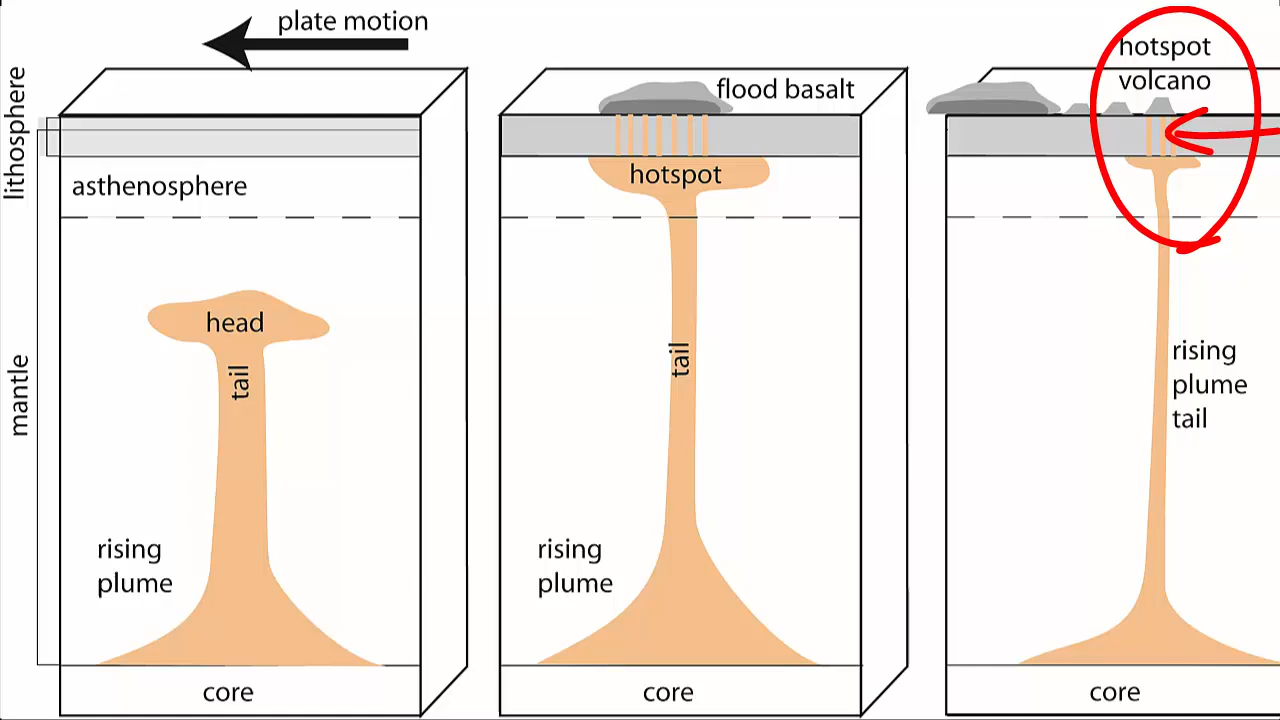 plate motion
lithosphere
asthenosphere
mantle
head
tail
rising
plume
core
flood basalt
hotspot
tail
rising
plume
core
hotspot
volcano
rising
plume
tail
core